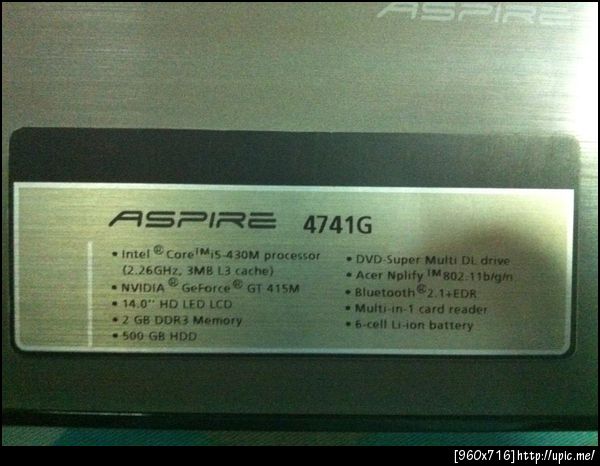 ASPIRE
ASPIRE 4741G
• Intel® Core™i5-430M processor
(2.26GHz, 3MB L3 cache)
• NVIDIA® GeForce® GT 415M
• 14.0'' HD LED LCD
• 2 GB DDR3 Memory
• 500 GB HDD
• DVD-Super Multi DL drive
• Acer Nplify™802.11b/g/n
• Bluetooth®2.1+EDR
• Multi-in-1 card reader
• 6-cell Li-ion battery
[960x716]http://upic.me/